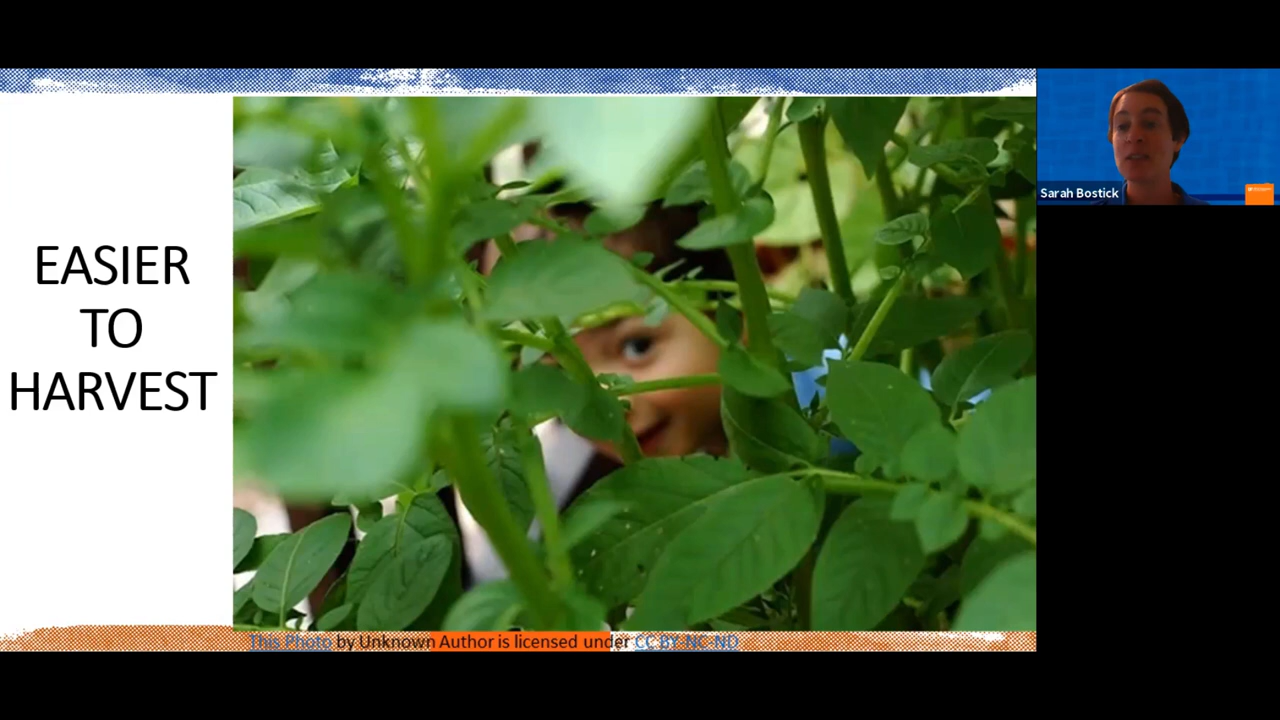 EASIER
TO
HARVEST
Sarah Bostick
This Photo by Unknown Author is licensed under CC BY-NC-ND